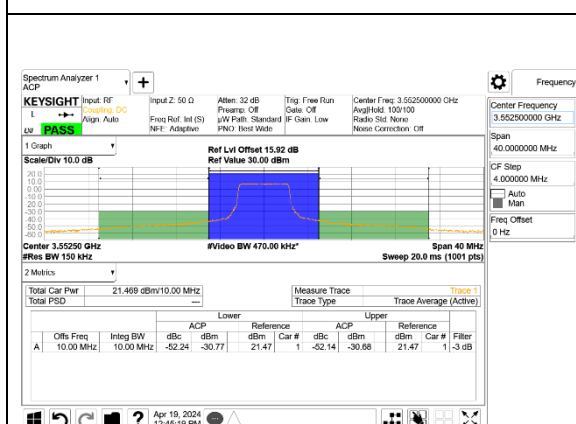 Spectrum Analyzer 1
ACP
Frequency
KEYSIGHT Input: RF
Coupling: DC
Align: Auto
Input Z: 50 Ω
Freq Ref: Int (S)
NFE: Adaptive
Atten: 32 dB
Preamp: Off
µW Path: Standard
PNO: Best Wide
Trig: Free Run
Gate: Off
IF Gain: Low
Center Freq: 3.552500000 GHz
Avg|Hold: 100/100
Radio Std: None
Noise Correction: Off
L
PASS
Center Frequency
3.552500000 GHz
Span
40.0000000 MHz
CF Step
4.000000 MHz
Auto
Man
Freq Offset
0 Hz
1 Graph
Scale/Div 10.0 dB
Ref Lvl Offset 15.92 dB
Ref Value 30.00 dBm
20.0
10.0
0.00
-10.0
-20.0
-30.0
-40.0
-50.0
-60.0
Center 3.55250 GHz
#Res BW 150 kHz
#Video BW 470.00 kHz*
Span 40 MHz
Sweep 20.0 ms (1001 pts)
2 Metrics
Total Car Pwr 21.469 dBm/10.00 MHz
Total PSD ---
Measure Trace Trace 1
Trace Type Trace Average (Active)
Lower Upper
ACP Reference ACP Reference
Offs Freq Integ BW dBc dBm dBm Car # dBc dBm dBm Car # Filter
A 10.00 MHz 10.00 MHz -52.24 -30.77 21.47 1 -52.14 -30.68 21.47 1 -3 dB
Apr 19, 2024
12:45:19 PM